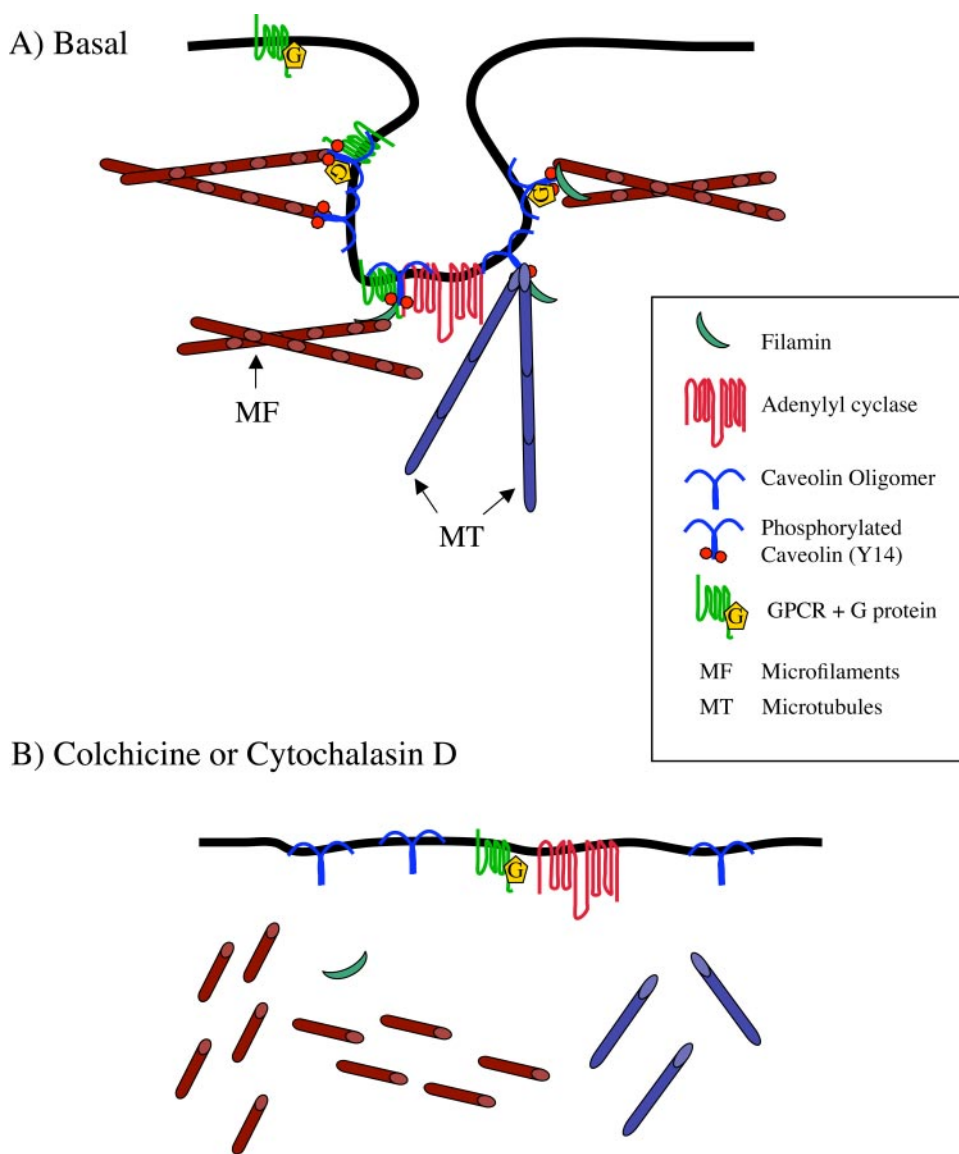 A) Basal
G
G
G
MF
MT
Filamin
Adenylyl cyclase
Caveolin Oligomer
Phosphorylated
Caveolin (Y14)
GPCR + G protein
G
MF Microfilaments
MT Microtubules
B) Colchicine or Cytochalasin D
G